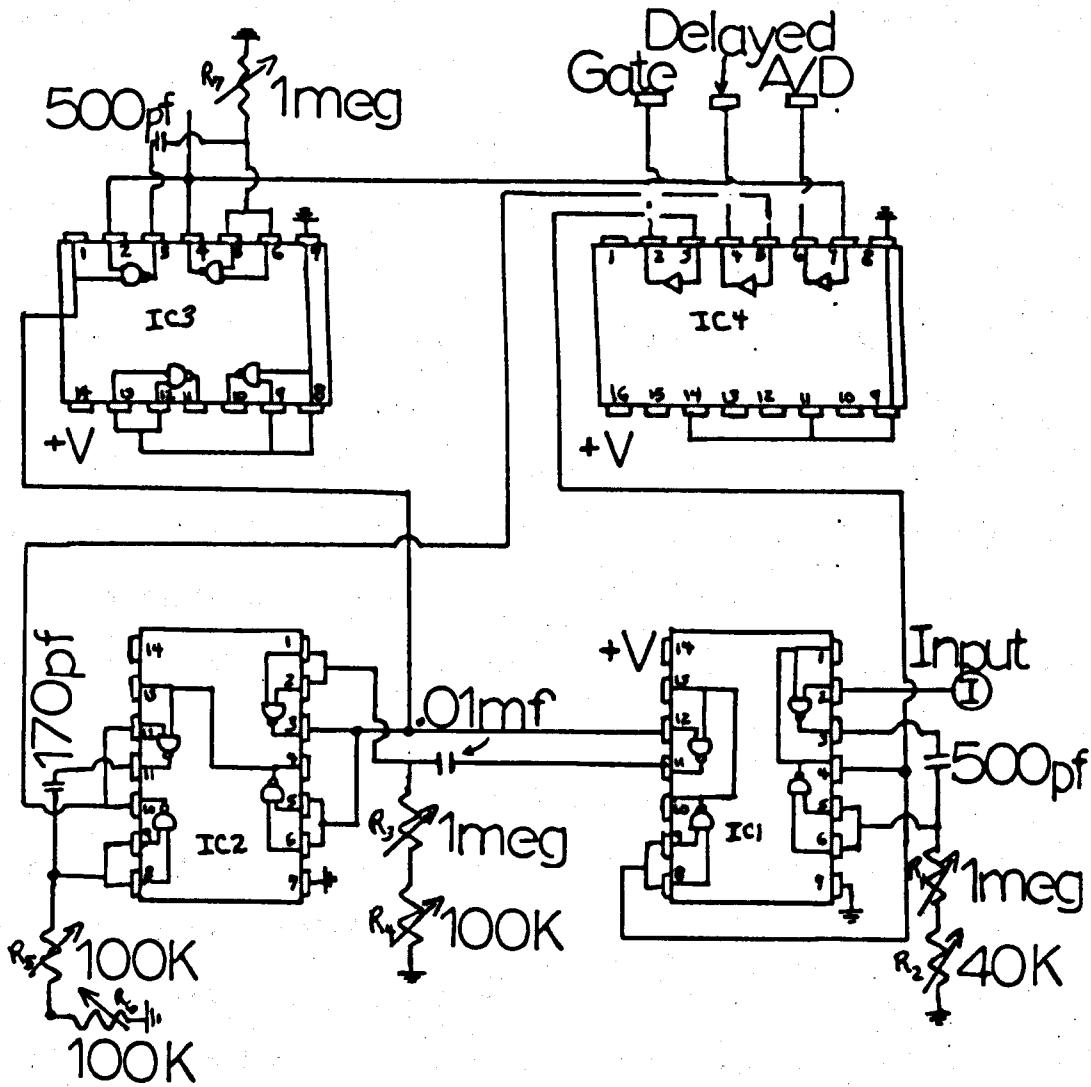 Delayed
Gate A/D
R7
500pf 1meg
1 2 3 4 5 6 7
1 2 3 4 5 6 7 8
IC3
IC4
14 13 12 11 10 9 8
16 15 14 13 12 11 10 9
+V
+V
14 1
+V 14 1
Input
13 2
13 2
I
170pf
12 3
.01mf
12 3
11 4
11 4
500pf
10 5
10 5
9 IC2 6
9 IC1 6
R3 1meg
8 7
8 7
R1 1meg
R4 100K
R5 100K
R2 40K
R6
100K